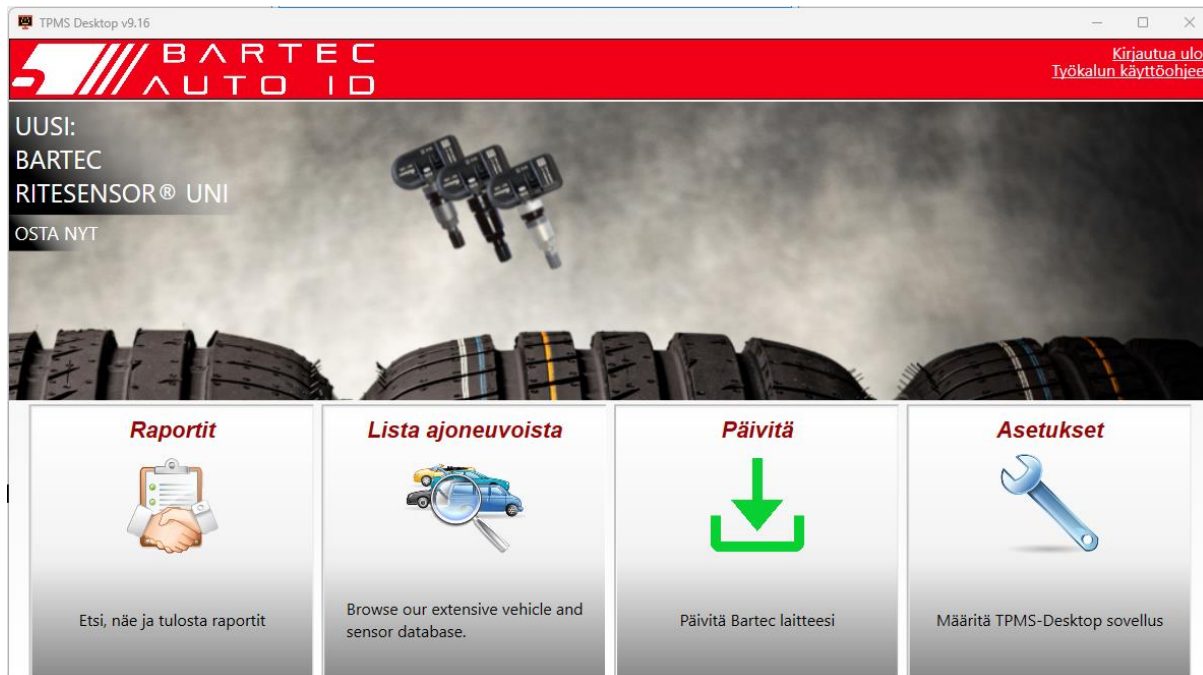 TPMS Desktop v9.16
BARTEC
AUTO ID
Kirjautua ulo
Työkalun käyttöohjee
UUSI:
BARTEC
RITESENSOR® UNI
OSTA NYT
Raportit
Lista ajoneuvoista
Päivitä
Asetukset
Etsi, näe ja tulosta raportit
Browse our extensive vehicle and
sensor database.
Päivitä Bartec laitteesi
Määritä TPMS-Desktop sovellus